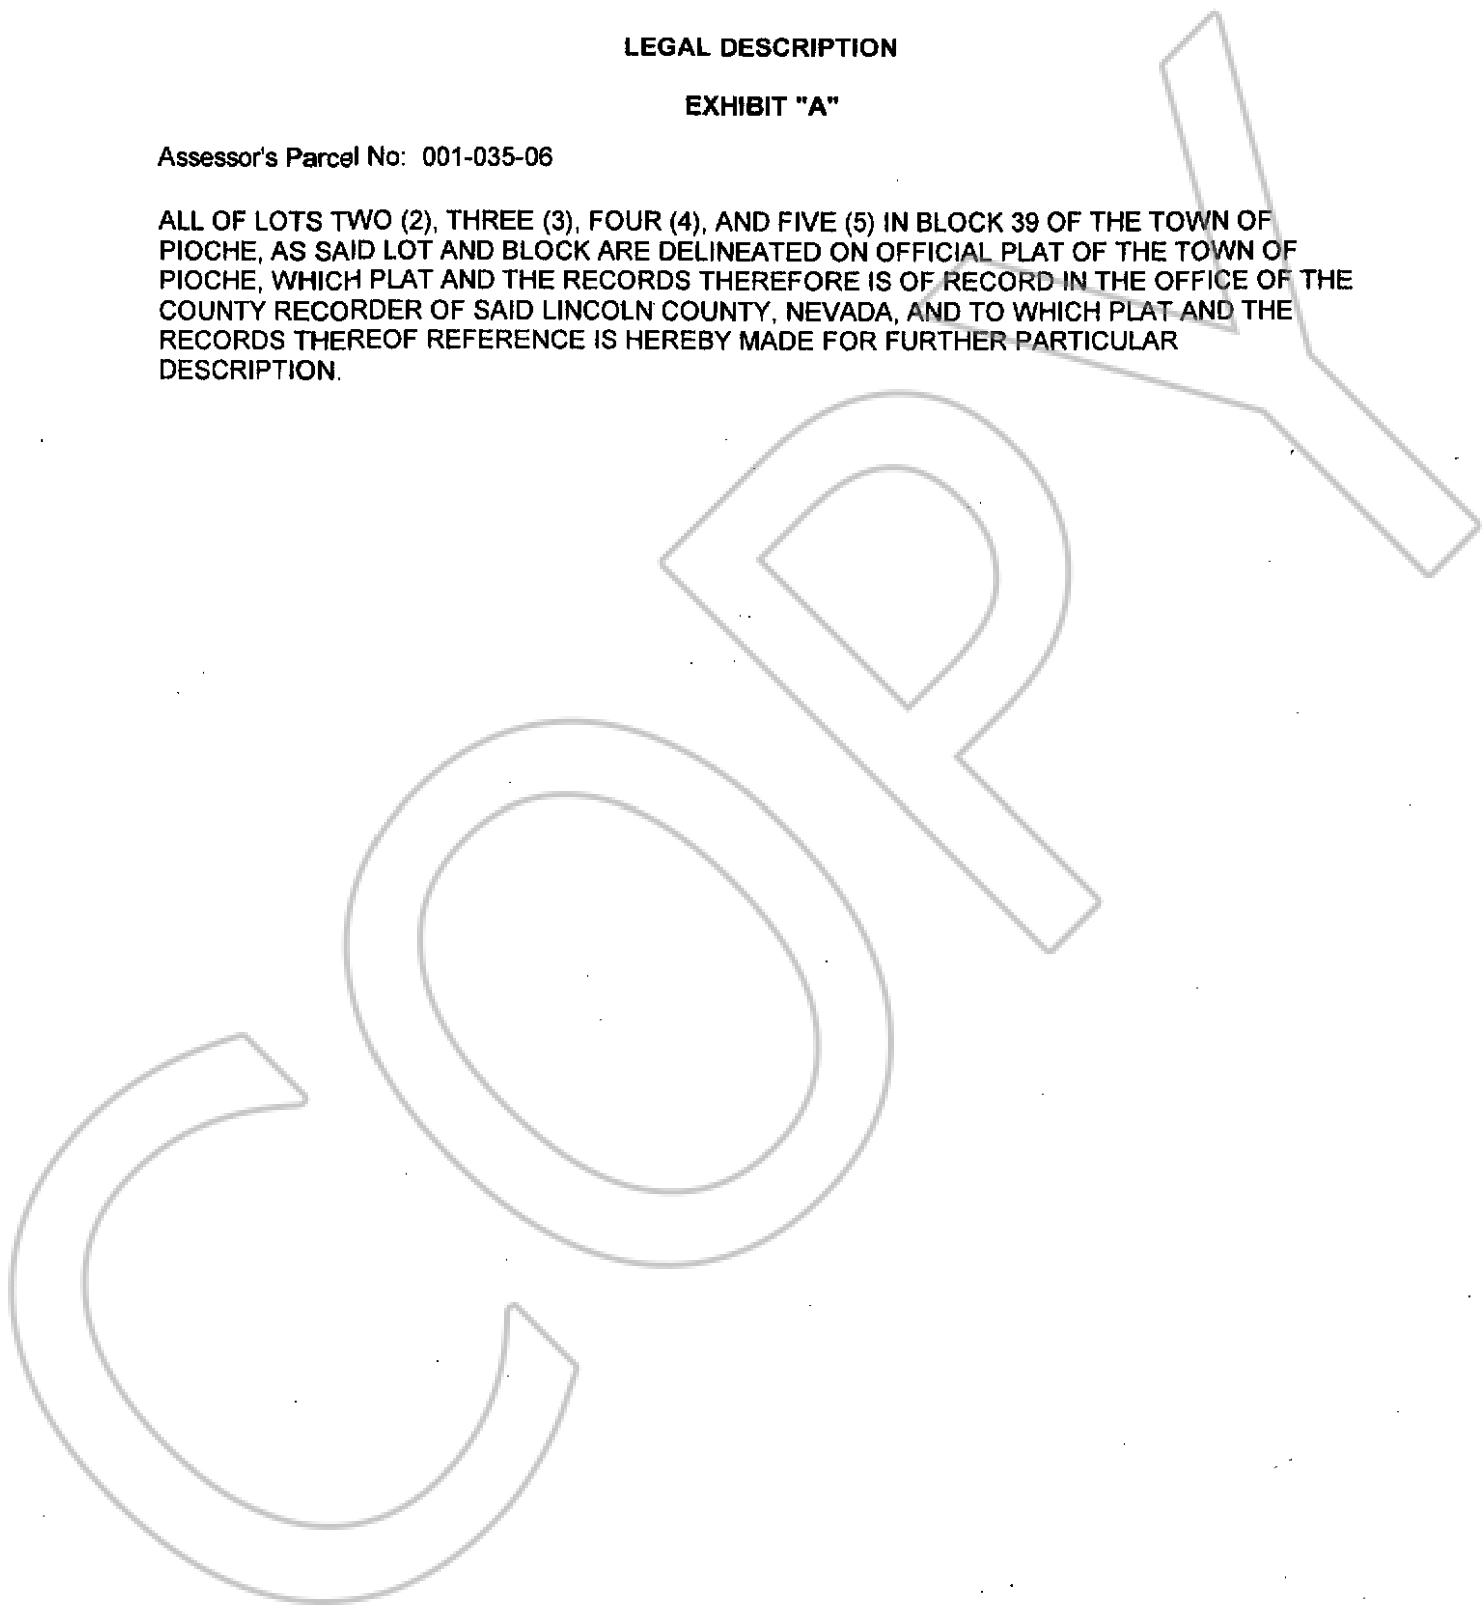 LEGAL DESCRIPTION
EXHIBIT "A"
Assessor's Parcel No: 001-035-06
ALL OF LOTS TWO (2), THREE (3), FOUR (4), AND FIVE (5) IN BLOCK 39 OF THE TOWN OF
PIOCHE, AS SAID LOT AND BLOCK ARE DELINEATED ON OFFICIAL PLAT OF THE TOWN OF
PIOCHE, WHICH PLAT AND THE RECORDS THEREFORE IS OF RECORD IN THE OFFICE OF THE
COUNTY RECORDER OF SAID LINCOLN COUNTY, NEVADA, AND TO WHICH PLAT AND THE
RECORDS THEREOF REFERENCE IS HEREBY MADE FOR FURTHER PARTICULAR
DESCRIPTION.
COPY